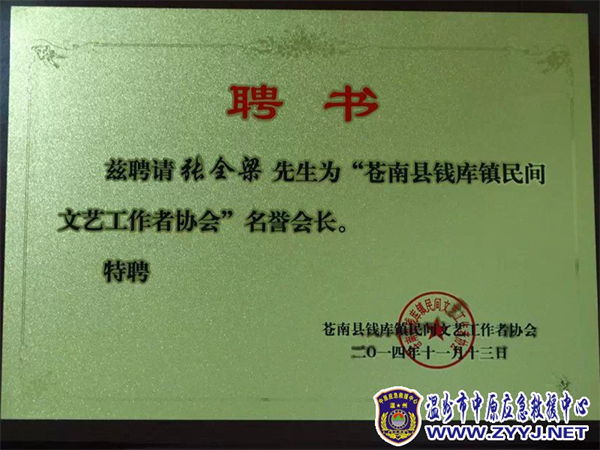 聘 书
兹聘请张全梁先生为“苍南县钱库镇民间
文艺工作者协会”名誉会长。
特聘
苍南县钱库镇民间文艺工作者协会
二〇一四年十一月十三日
温州市中原应急救援中心
WWW.ZYYJ.NET